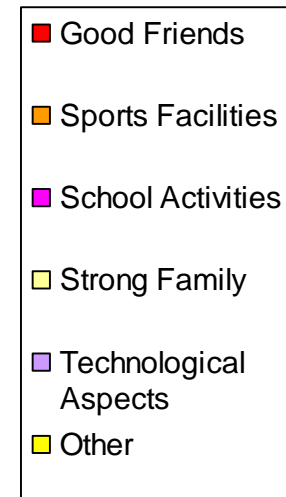 Good Friends
Sports Facilities
School Activities
Strong Family
Technological
Aspects
Other